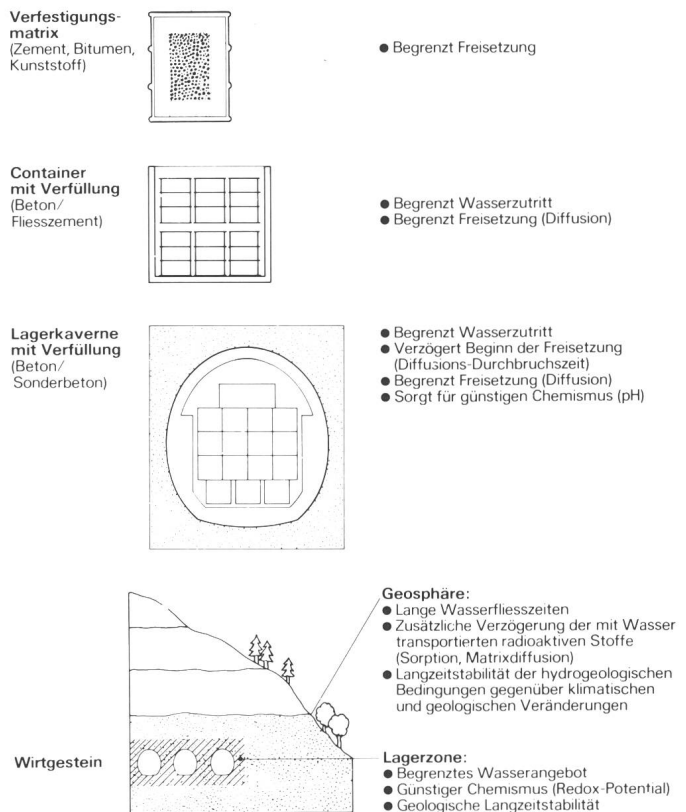 Verfestigungs-
matrix
(Zement, Bitumen,
Kunststoff)
● Begrenzt Freisetzung
Container
mit Verfüllung
(Beton/
Fliesszement)
● Begrenzt Wasserzutritt
● Begrenzt Freisetzung (Diffusion)
Lagerkaverne
mit Verfüllung
(Beton/
Sonderbeton)
● Begrenzt Wasserzutritt
● Verzögert Beginn der Freisetzung
(Diffusions-Durchbruchszeit)
● Begrenzt Freisetzung (Diffusion)
● Sorgt für günstigen Chemismus (pH)
Geosphäre:
● Lange Wasserfliesszeiten
● Zusätzliche Verzögerung der mit Wasser
transportierten radioaktiven Stoffe
(Sorption, Matrixdiffusion)
● Langzeitstabilität der hydrogeologischen
Bedingungen gegenüber klimatischen
und geologischen Veränderungen
Wirtgestein
Lagerzone:
● Begrenztes Wasserangebot
● Günstiger Chemismus (Redox-Potential)
● Geologische Langzeitstabilität